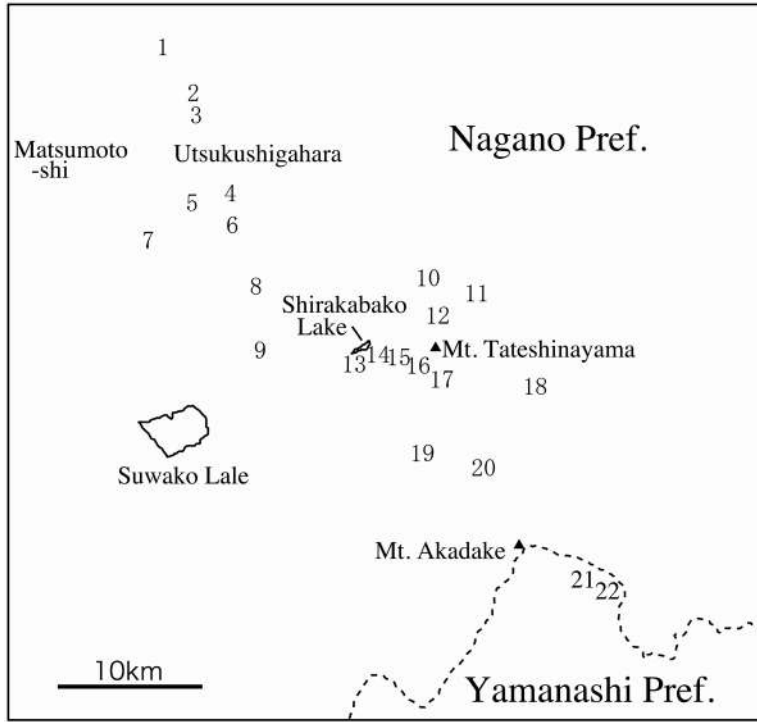 1
2
3
Nagano Pref.
Matsumoto
-shi
Utsukushigahara
4
5
6
7
8
10
11
Shirakabako
Lake
12
9
13
14
15
16
Mt. Tateshinayama
17
18
19
20
Suwako Lale
Mt. Akadake
21
22
10km
Yamanashi Pref.